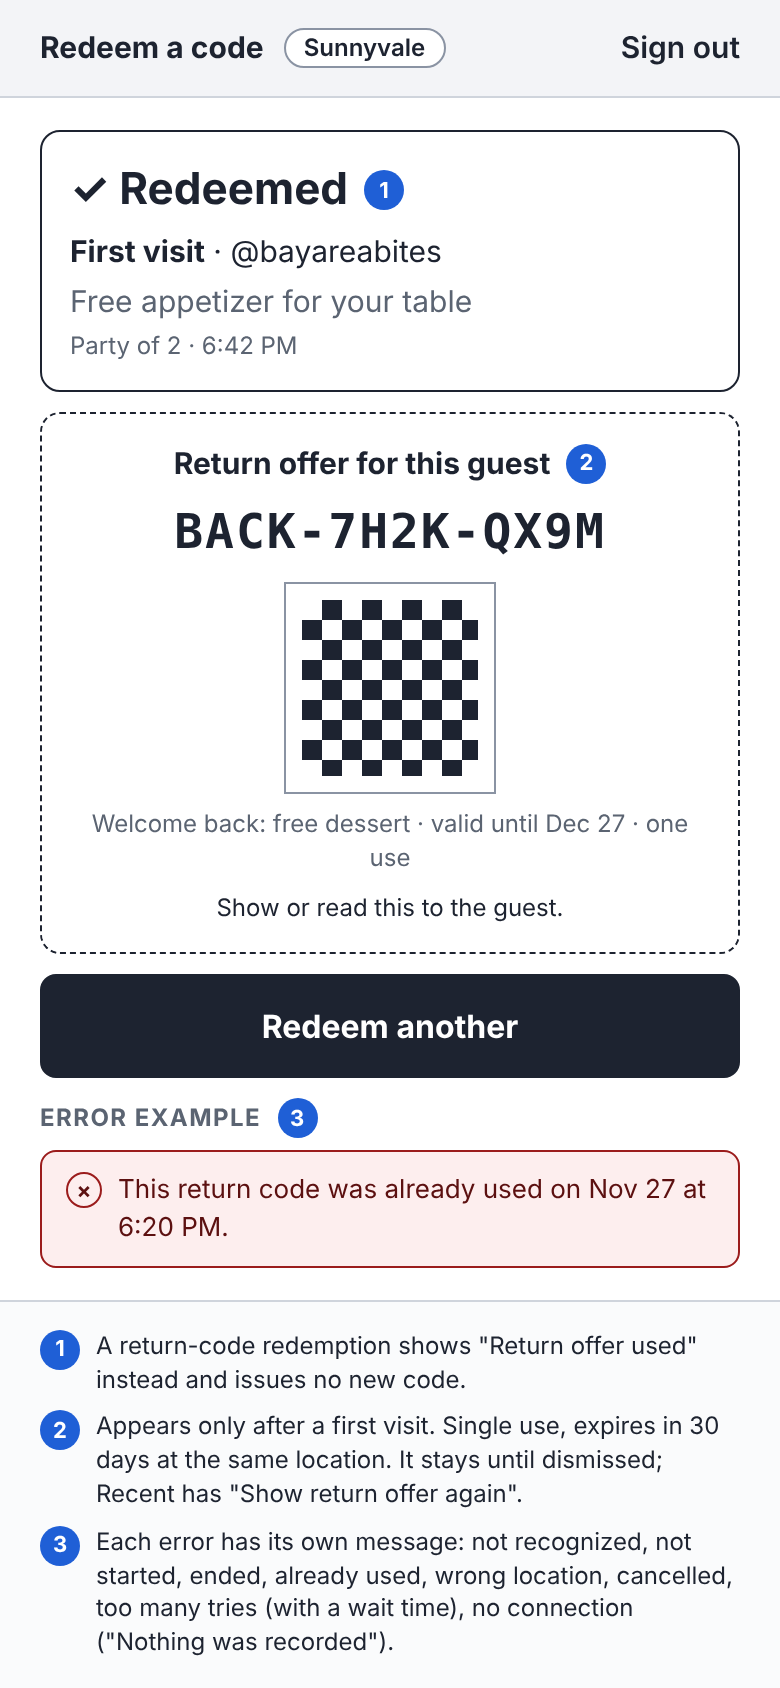 Redeem a code
Sunnyvale
Sign out
✓ Redeemed 1
First visit · @bayareabites
Free appetizer for your table
Party of 2 · 6:42 PM
Return offer for this guest 2
BACK-7H2K-QX9M
Welcome back: free dessert · valid until Dec 27 · one
use
Show or read this to the guest.
Redeem another
ERROR EXAMPLE 3
This return code was already used on Nov 27 at
6:20 PM.
1 A return-code redemption shows "Return offer used"
instead and issues no new code.
2 Appears only after a first visit. Single use, expires in 30
days at the same location. It stays until dismissed;
Recent has "Show return offer again".
3 Each error has its own message: not recognized, not
started, ended, already used, wrong location, cancelled,
too many tries (with a wait time), no connection
("Nothing was recorded").